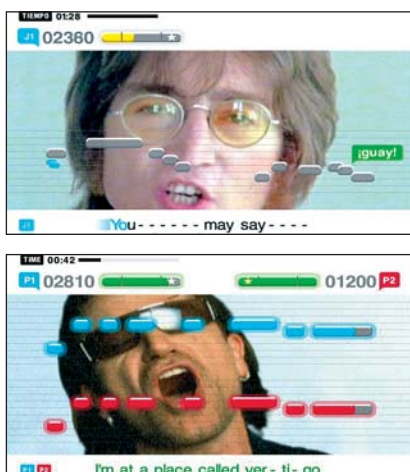 TIEMPO 01:28
J1 02360
¡guay!
J1 You- - - - - - may say- - - -
TIME 00:42
P1 02810 01200 P2
P1 P2 I'm at a place called ver- ti- go